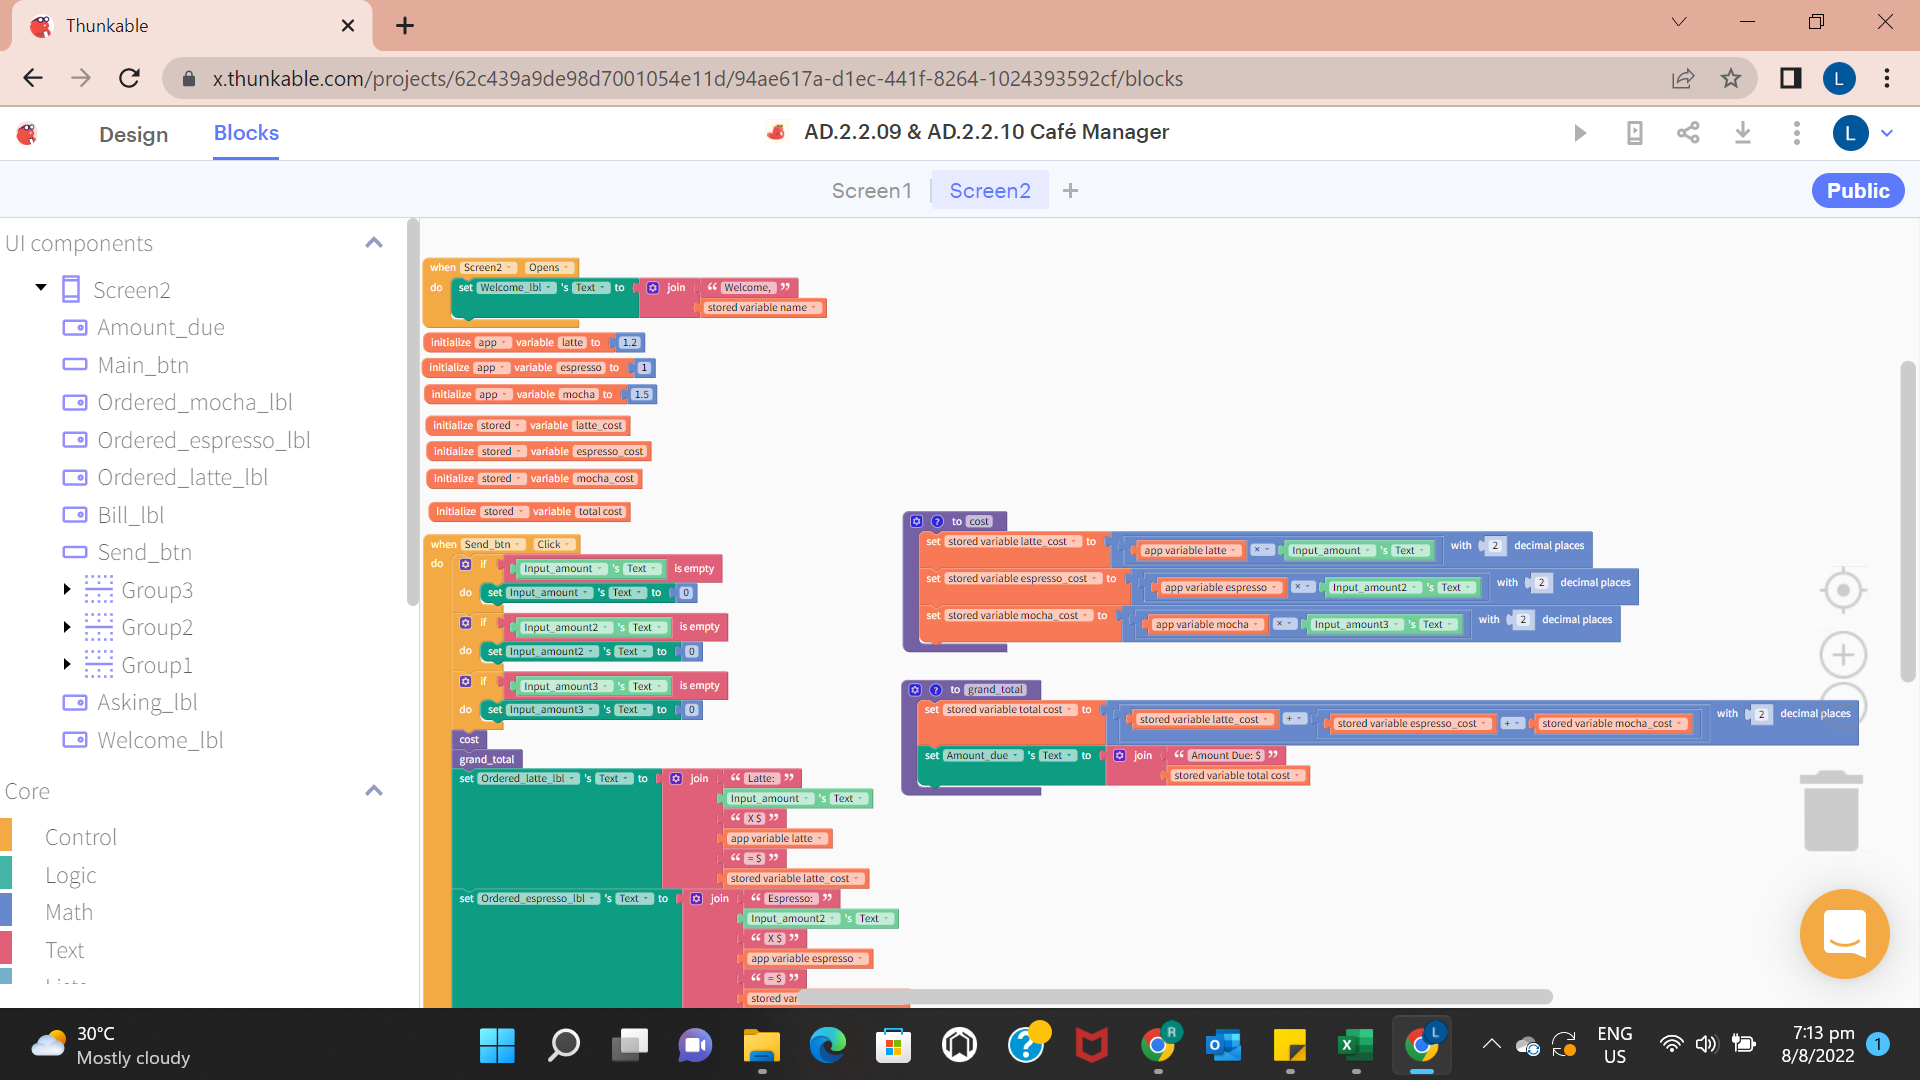 Thunkable
x.thunkable.com/projects/62c439a9de98d7001054e11d/94ae617a-d1ec-441f-8264-1024393592cf/blocks
L
Design
Blocks
AD.2.2.09 & AD.2.2.10 Café Manager
L
Screen1
Screen2
Public
UI components
Screen2
Amount_due
Main_btn
Ordered_mocha_lbl
Ordered_espresso_lbl
Ordered_latte_lbl
Bill_lbl
Send_btn
Group3
Group2
Group1
Asking_lbl
Welcome_lbl
Core
Control
Logic
Math
Text
when Screen2 Opens
do set Welcome_lbl 's Text to join “ Welcome, ”
stored variable name
initialize app variable latte to 1.2
initialize app variable espresso to 1
initialize app variable mocha to 1.5
initialize stored variable latte_cost
initialize stored variable espresso_cost
initialize stored variable mocha_cost
initialize stored variable total cost
when Send_btn Click
do if Input_amount 's Text is empty
do set Input_amount 's Text to 0
if Input_amount2 's Text is empty
do set Input_amount2 's Text to 0
if Input_amount3 's Text is empty
do set Input_amount3 's Text to 0
cost
grand_total
set Ordered_latte_lbl 's Text to join “ Latte: ”
Input_amount 's Text
“ X $ ”
app variable latte
“ = $ ”
stored variable latte_cost
set Ordered_espresso_lbl 's Text to join “ Espresso: ”
Input_amount2 's Text
“ X $ ”
app variable espresso
“ = $ ”
stored var
? to cost
set stored variable latte_cost to app variable latte × Input_amount 's Text with 2 decimal places
set stored variable espresso_cost to app variable espresso × Input_amount2 's Text with 2 decimal places
set stored variable mocha_cost to app variable mocha × Input_amount3 's Text with 2 decimal places
? to grand_total
set stored variable total cost to stored variable latte_cost + stored variable espresso_cost + stored variable mocha_cost with 2 decimal places
set Amount_due 's Text to join “ Amount Due: $ ”
stored variable total cost
30°C
Mostly cloudy
R
L
ENG
US
7:13 pm
8/8/2022
1